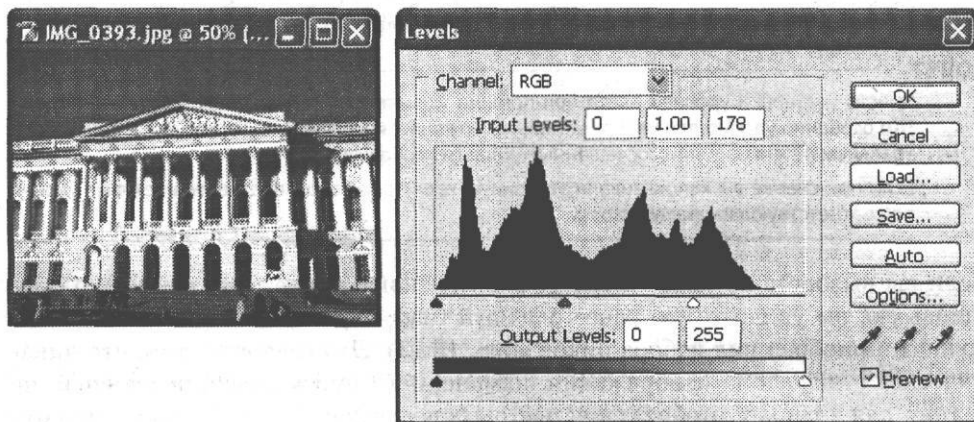 IMG_0393.jpg @ 50% (...
Levels
Channel: RGB
Input Levels: 0 1.00 178
OK
Cancel
Load...
Save...
Auto
Options...
Output Levels: 0 255
Preview